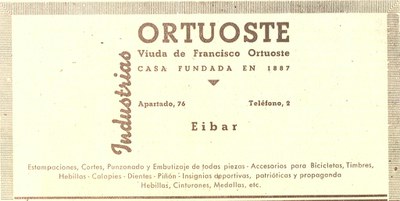 Industrias
ORTUOSTE
Viuda de Francisco Ortuoste
CASA FUNDADA EN 1887
Apartado, 76 Teléfono, 2
Eibar
Estampaciones, Cortes, Punzonado y Embutizaje de todas piezas - Accesorios para Bicicletas, Timbres,
Hebillas - Calapies - Dientes - Piñón - Insignias deportivas, patrióticas y propaganda
Hebillas, Cinturones, Medallas, etc.